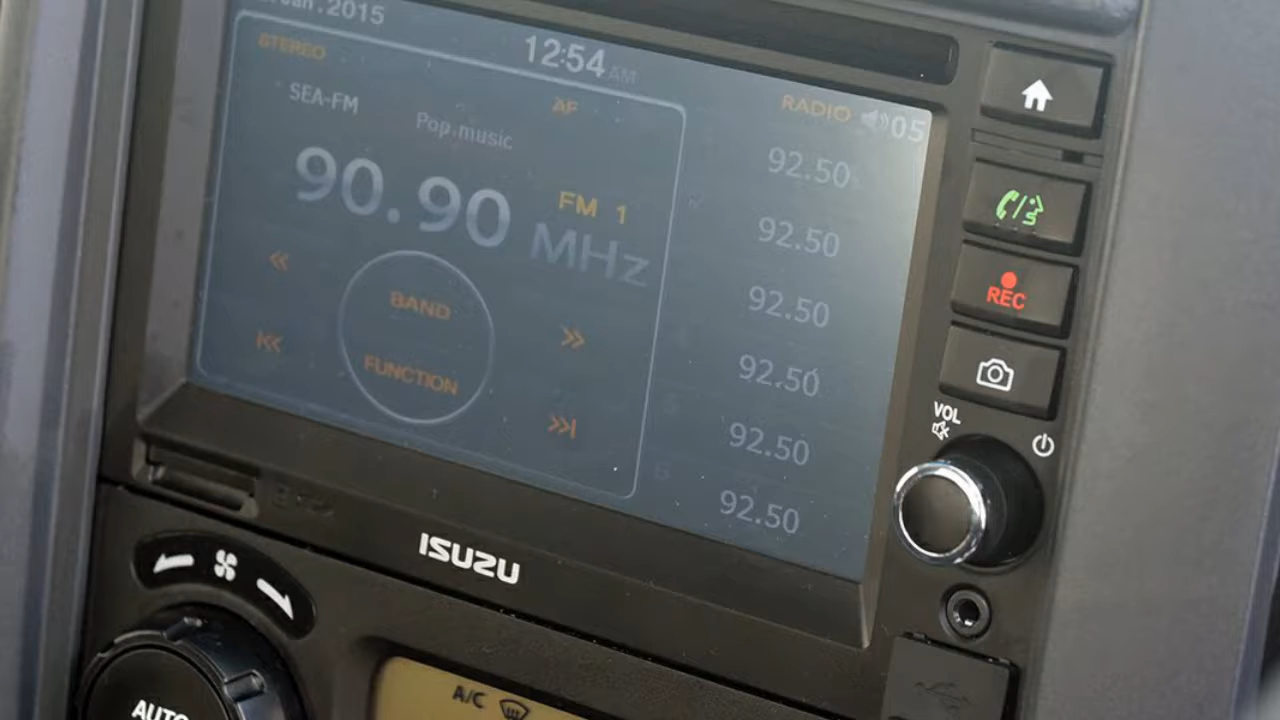 Jan.2015
12:54 AM
STEREO
AF
RADIO 05
SEA-FM
Pop.music
90.90 MHz
FM 1
BAND
FUNCTION
92.50
92.50
92.50
92.50
92.50
92.50
REC
VOL
ISUZU
A/C
AUTO